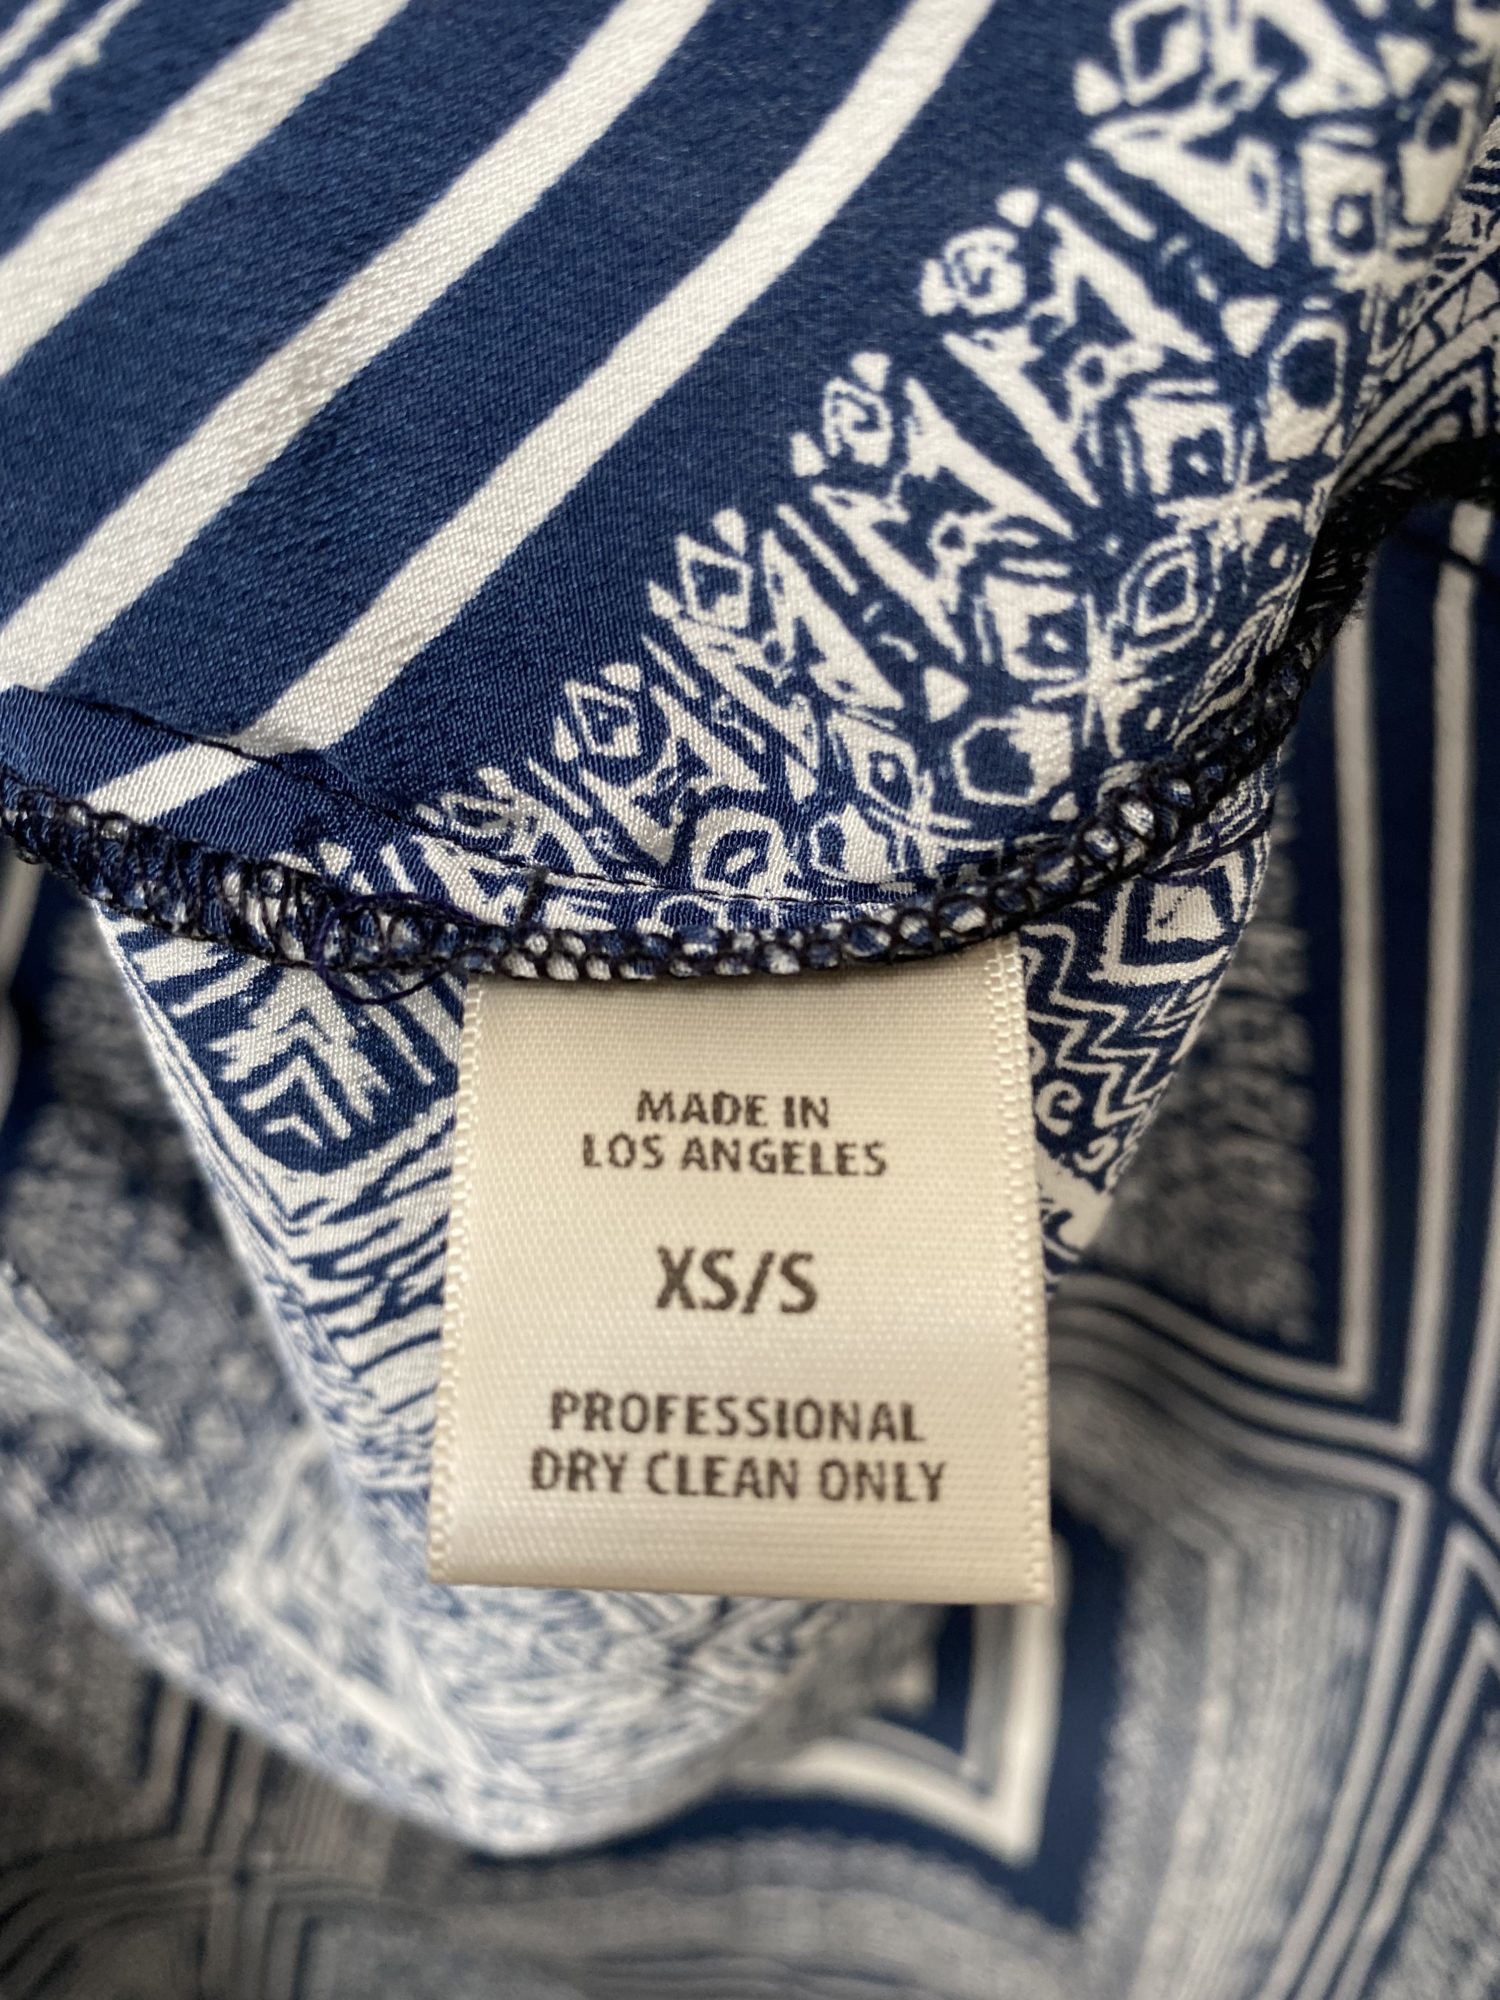 MADE IN
LOS ANGELES
XS/S
PROFESSIONAL
DRY CLEAN ONLY